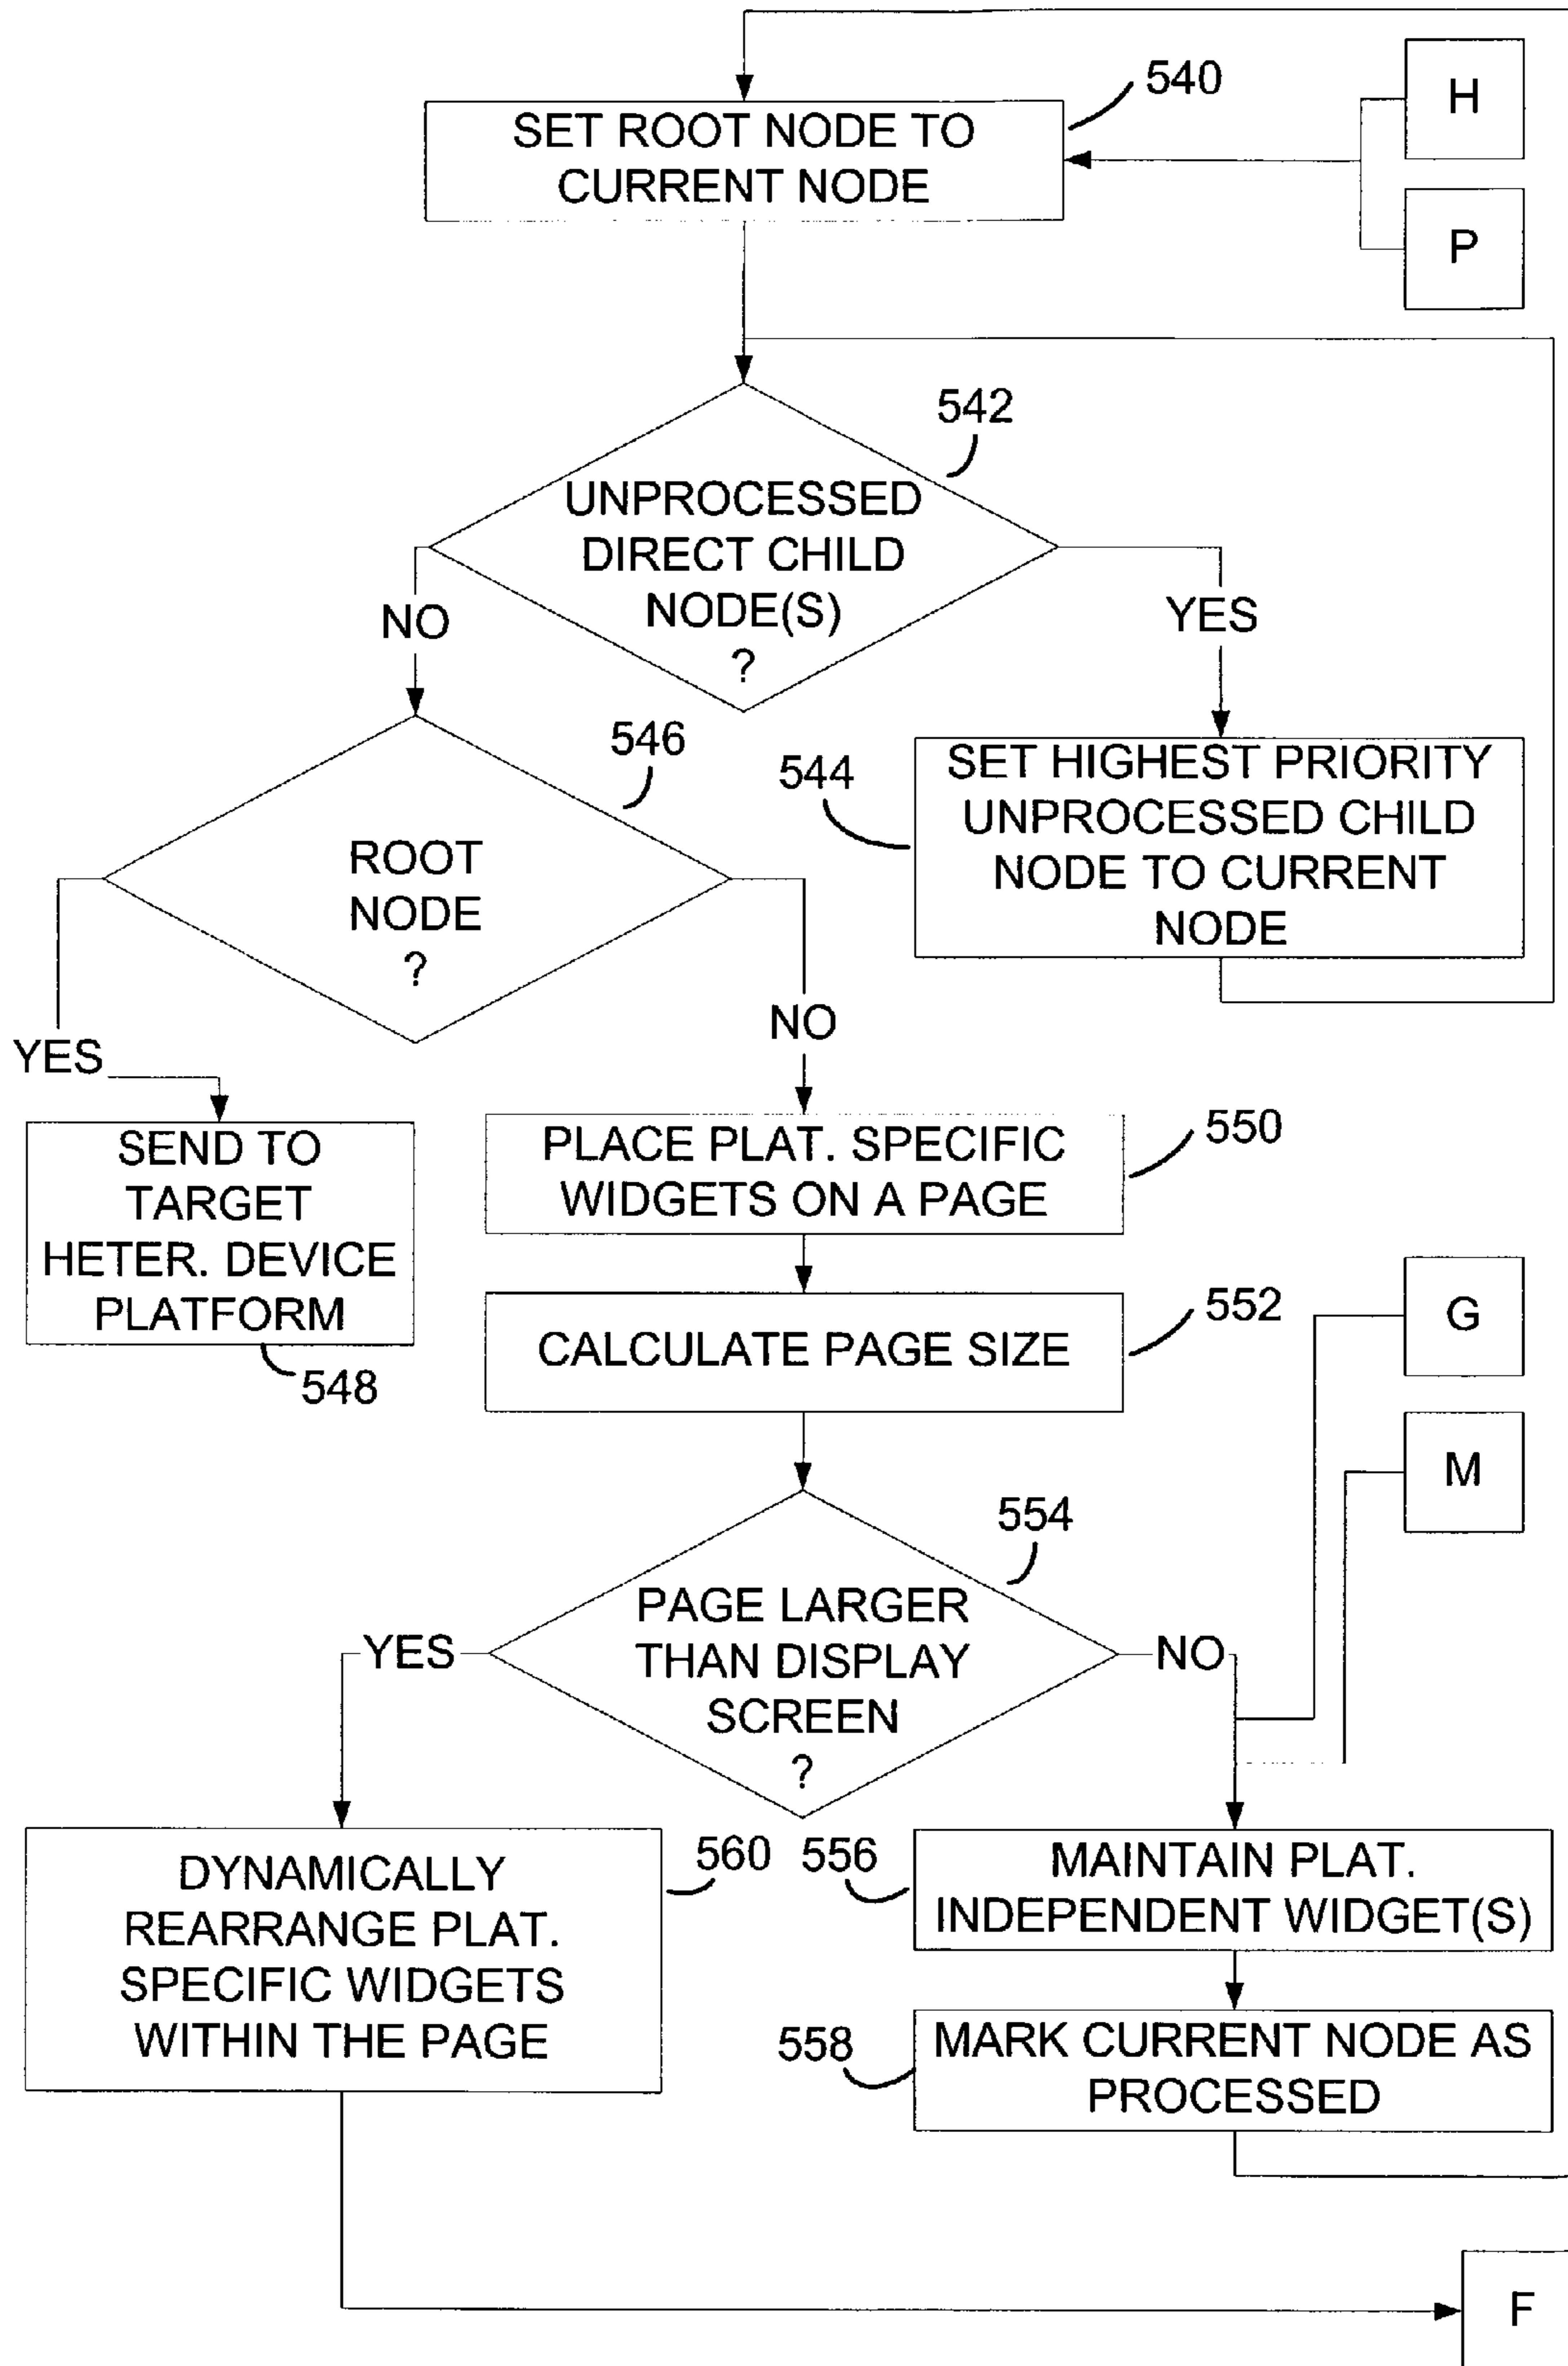 540
H
SET ROOT NODE TO
CURRENT NODE
P
542
UNPROCESSED
DIRECT CHILD
NODE(S)
?
NO
YES
546
544
SET HIGHEST PRIORITY
UNPROCESSED CHILD
NODE TO CURRENT
NODE
ROOT
NODE
?
NO
YES
SEND TO
TARGET
HETER. DEVICE
PLATFORM
548
PLACE PLAT. SPECIFIC
WIDGETS ON A PAGE
550
CALCULATE PAGE SIZE
552
G
M
554
PAGE LARGER
THAN DISPLAY
SCREEN
?
YES
NO
DYNAMICALLY
REARRANGE PLAT.
SPECIFIC WIDGETS
WITHIN THE PAGE
560
556
MAINTAIN PLAT.
INDEPENDENT WIDGET(S)
558
MARK CURRENT NODE AS
PROCESSED
F